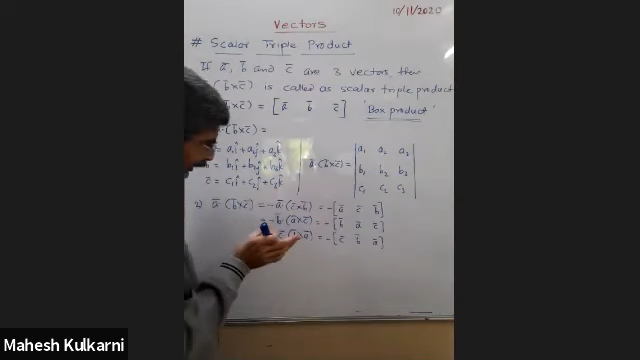 10/11/2020
Vectors
# Scalar Triple Product
If a̅, b̅ and c̅ are 3 vectors, then
(b̅×c̅) is called as scalar triple product
(b̅×c̅) = [a̅ b̅ c̅] "Box product"
·(b̅×c̅) =
= a₁î + a₂ĵ + a₃k̂
= b₁î + b₂ĵ + b₃k̂
c̅ = c₁î + c₂ĵ + c₃k̂
a̅·(b̅×c̅) = | a₁ a₂ a₃ |
| b₁ b₂ b₃ |
| c₁ c₂ c₃ |
2) a̅·(b̅×c̅) = -a̅·(c̅×b̅) = -[a̅ c̅ b̅]
= -b̅·(a̅×c̅) = -[b̅ a̅ c̅]
c̅·(b̅×a̅) = -[c̅ b̅ a̅]
Mahesh Kulkarni